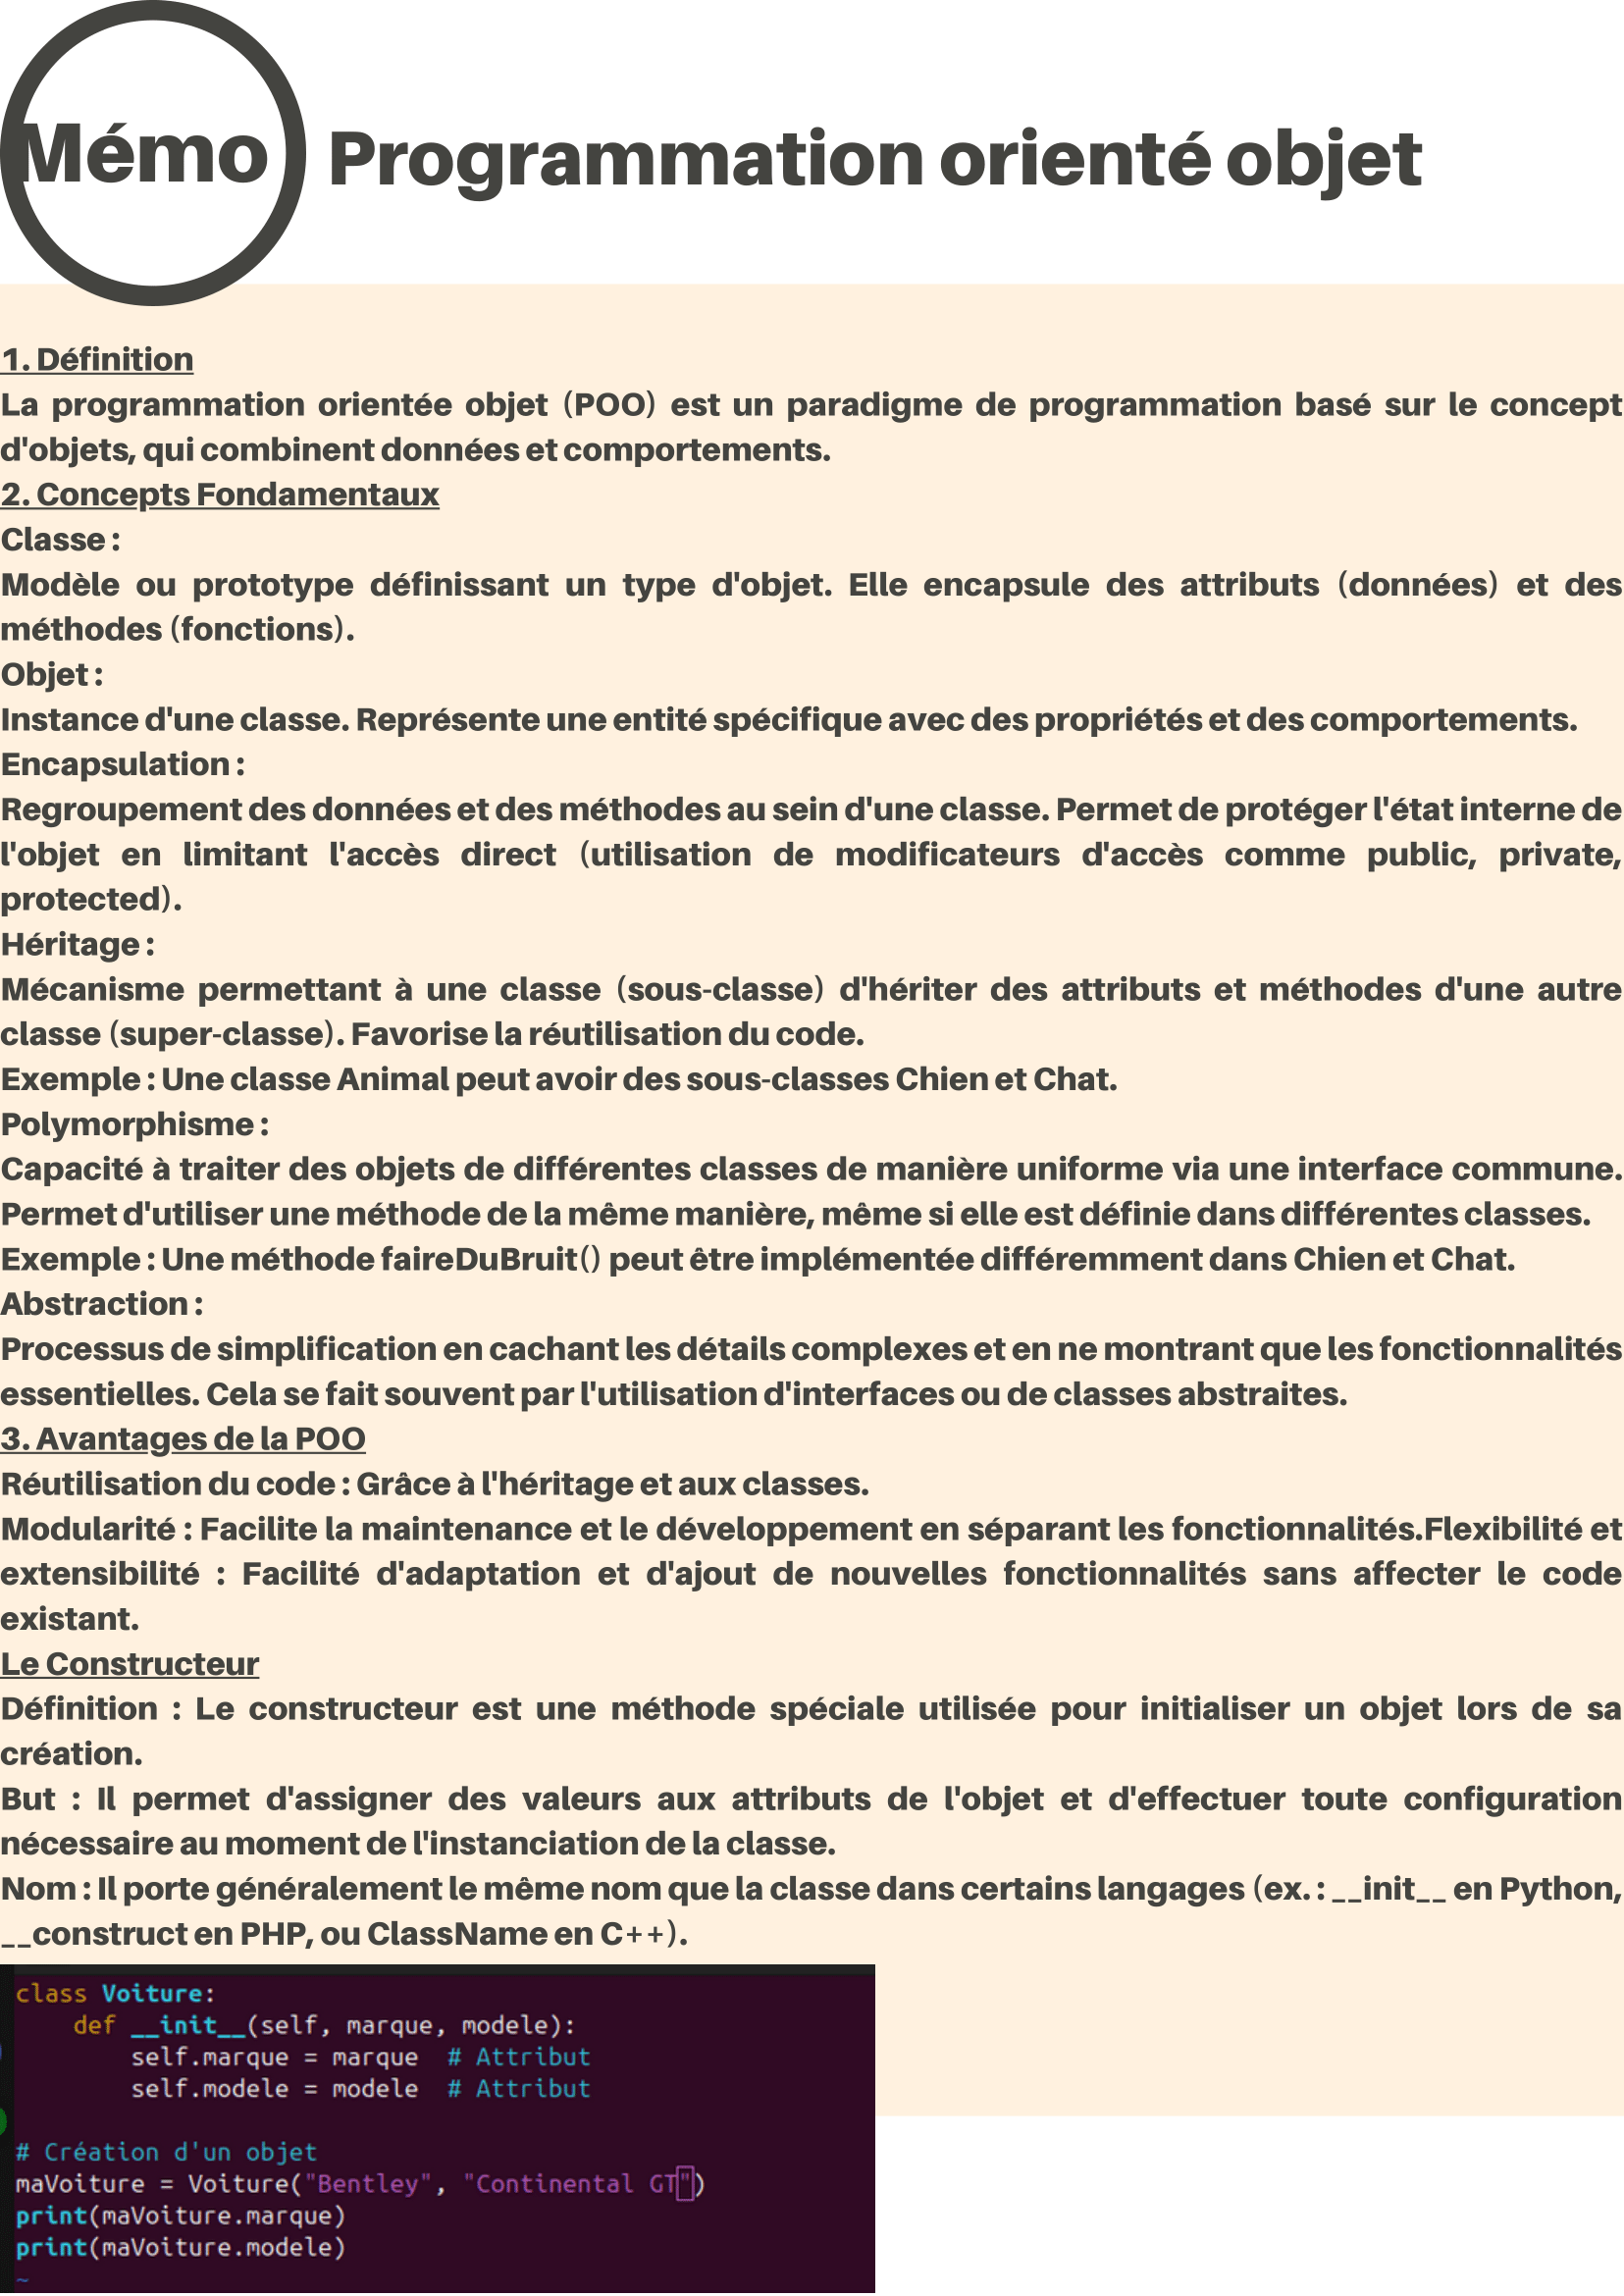 Mémo
Programmation orienté objet
1. Définition
La programmation orientée objet (POO) est un paradigme de programmation basé sur le concept
d'objets, qui combinent données et comportements.
2. Concepts Fondamentaux
Classe :
Modèle ou prototype définissant un type d'objet. Elle encapsule des attributs (données) et des
méthodes (fonctions).
Objet :
Instance d'une classe. Représente une entité spécifique avec des propriétés et des comportements.
Encapsulation :
Regroupement des données et des méthodes au sein d'une classe. Permet de protéger l'état interne de
l'objet en limitant l'accès direct (utilisation de modificateurs d'accès comme public, private,
protected).
Héritage :
Mécanisme permettant à une classe (sous-classe) d'hériter des attributs et méthodes d'une autre
classe (super-classe). Favorise la réutilisation du code.
Exemple : Une classe Animal peut avoir des sous-classes Chien et Chat.
Polymorphisme :
Capacité à traiter des objets de différentes classes de manière uniforme via une interface commune.
Permet d'utiliser une méthode de la même manière, même si elle est définie dans différentes classes.
Exemple : Une méthode faireDuBruit() peut être implémentée différemment dans Chien et Chat.
Abstraction :
Processus de simplification en cachant les détails complexes et en ne montrant que les fonctionnalités
essentielles. Cela se fait souvent par l'utilisation d'interfaces ou de classes abstraites.
3. Avantages de la POO
Réutilisation du code : Grâce à l'héritage et aux classes.
Modularité : Facilite la maintenance et le développement en séparant les fonctionnalités.Flexibilité et
extensibilité : Facilité d'adaptation et d'ajout de nouvelles fonctionnalités sans affecter le code
existant.
Le Constructeur
Définition : Le constructeur est une méthode spéciale utilisée pour initialiser un objet lors de sa
création.
But : Il permet d'assigner des valeurs aux attributs de l'objet et d'effectuer toute configuration
nécessaire au moment de l'instanciation de la classe.
Nom : Il porte généralement le même nom que la classe dans certains langages (ex. : __init__ en Python,
__construct en PHP, ou ClassName en C++).
class Voiture:
    def __init__(self, marque, modele):
        self.marque = marque  # Attribut
        self.modele = modele  # Attribut
# Création d'un objet
maVoiture = Voiture("Bentley", "Continental GT")
print(maVoiture.marque)
print(maVoiture.modele)
~